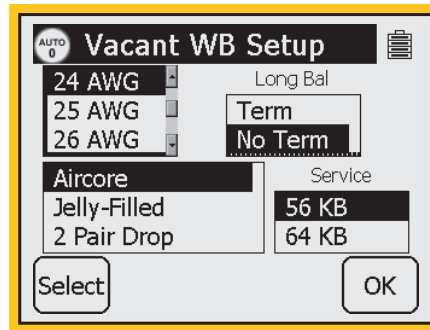 AUTO 0 Vacant WB Setup
24 AWG
25 AWG
26 AWG
Long Bal
Term
No Term
Aircore
Jelly-Filled
2 Pair Drop
Service
56 KB
64 KB
Select
OK